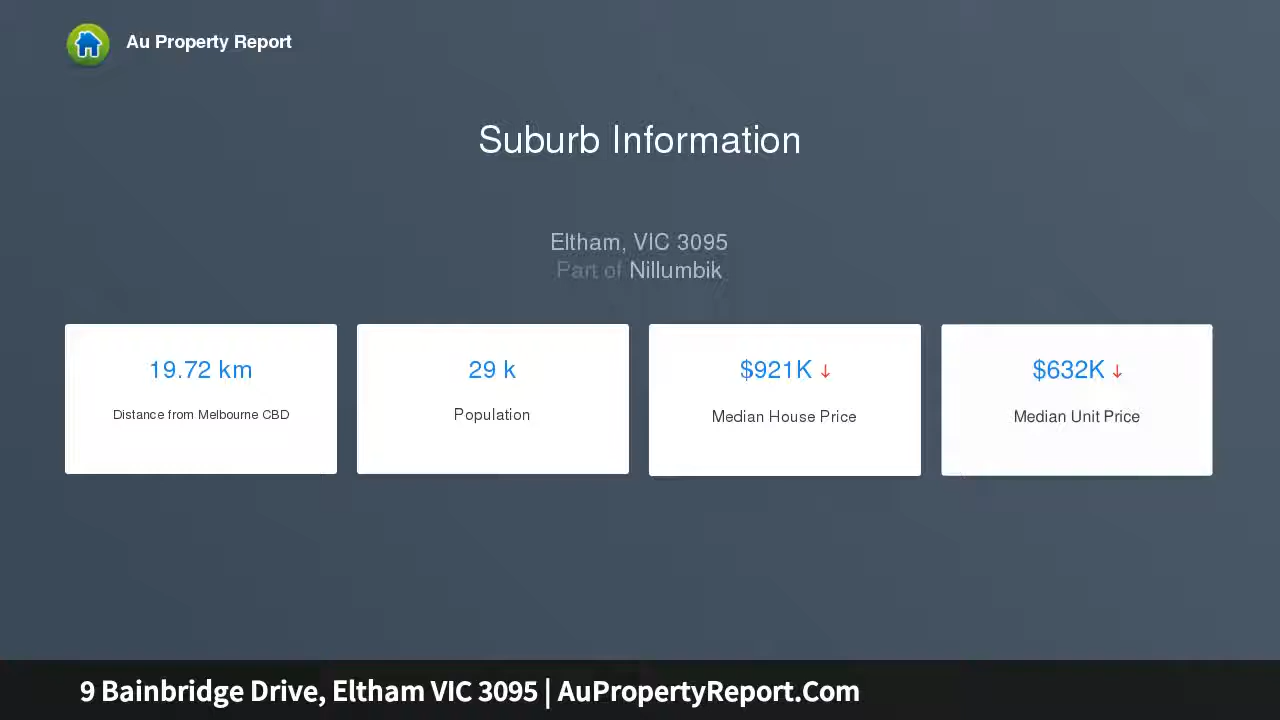 Au Property Report
Suburb Information
Eltham, VIC 3095
Part of Nillumbik
19.72 km
Distance from Melbourne CBD
29 k
Population
$921K ↓
Median House Price
$632K ↓
Median Unit Price
9 Bainbridge Drive, Eltham VIC 3095 | AuPropertyReport.Com